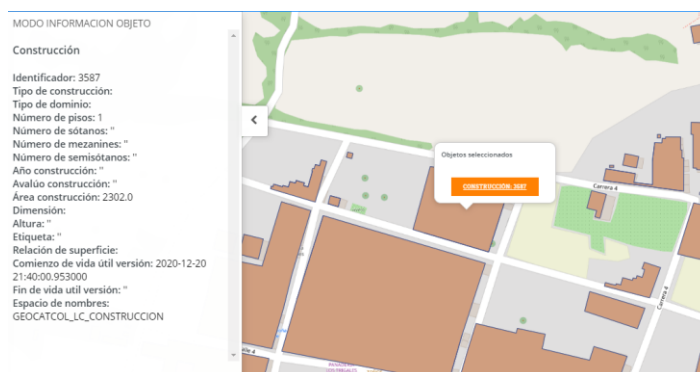 MODO INFORMACION OBJETO
Construcción
Identificador: 3587
Tipo de construcción:
Tipo de dominio:
Número de pisos: 1
Número de sótanos: ''
Número de mezanines: ''
Número de semisótanos: ''
Año construcción: ''
Avalúo construcción: ''
Área construcción: 2302.0
Dimensión:
Altura: ''
Etiqueta: ''
Relación de superficie:
Comienzo de vida útil versión: 2020-12-20
21:40:00.953000
Fin de vida util versión: ''
Espacio de nombres:
GEOCATCOL_LC_CONSTRUCCION
Objetos seleccionados
CONSTRUCCIÓN: 3587
Carrera 4
Carrera 4